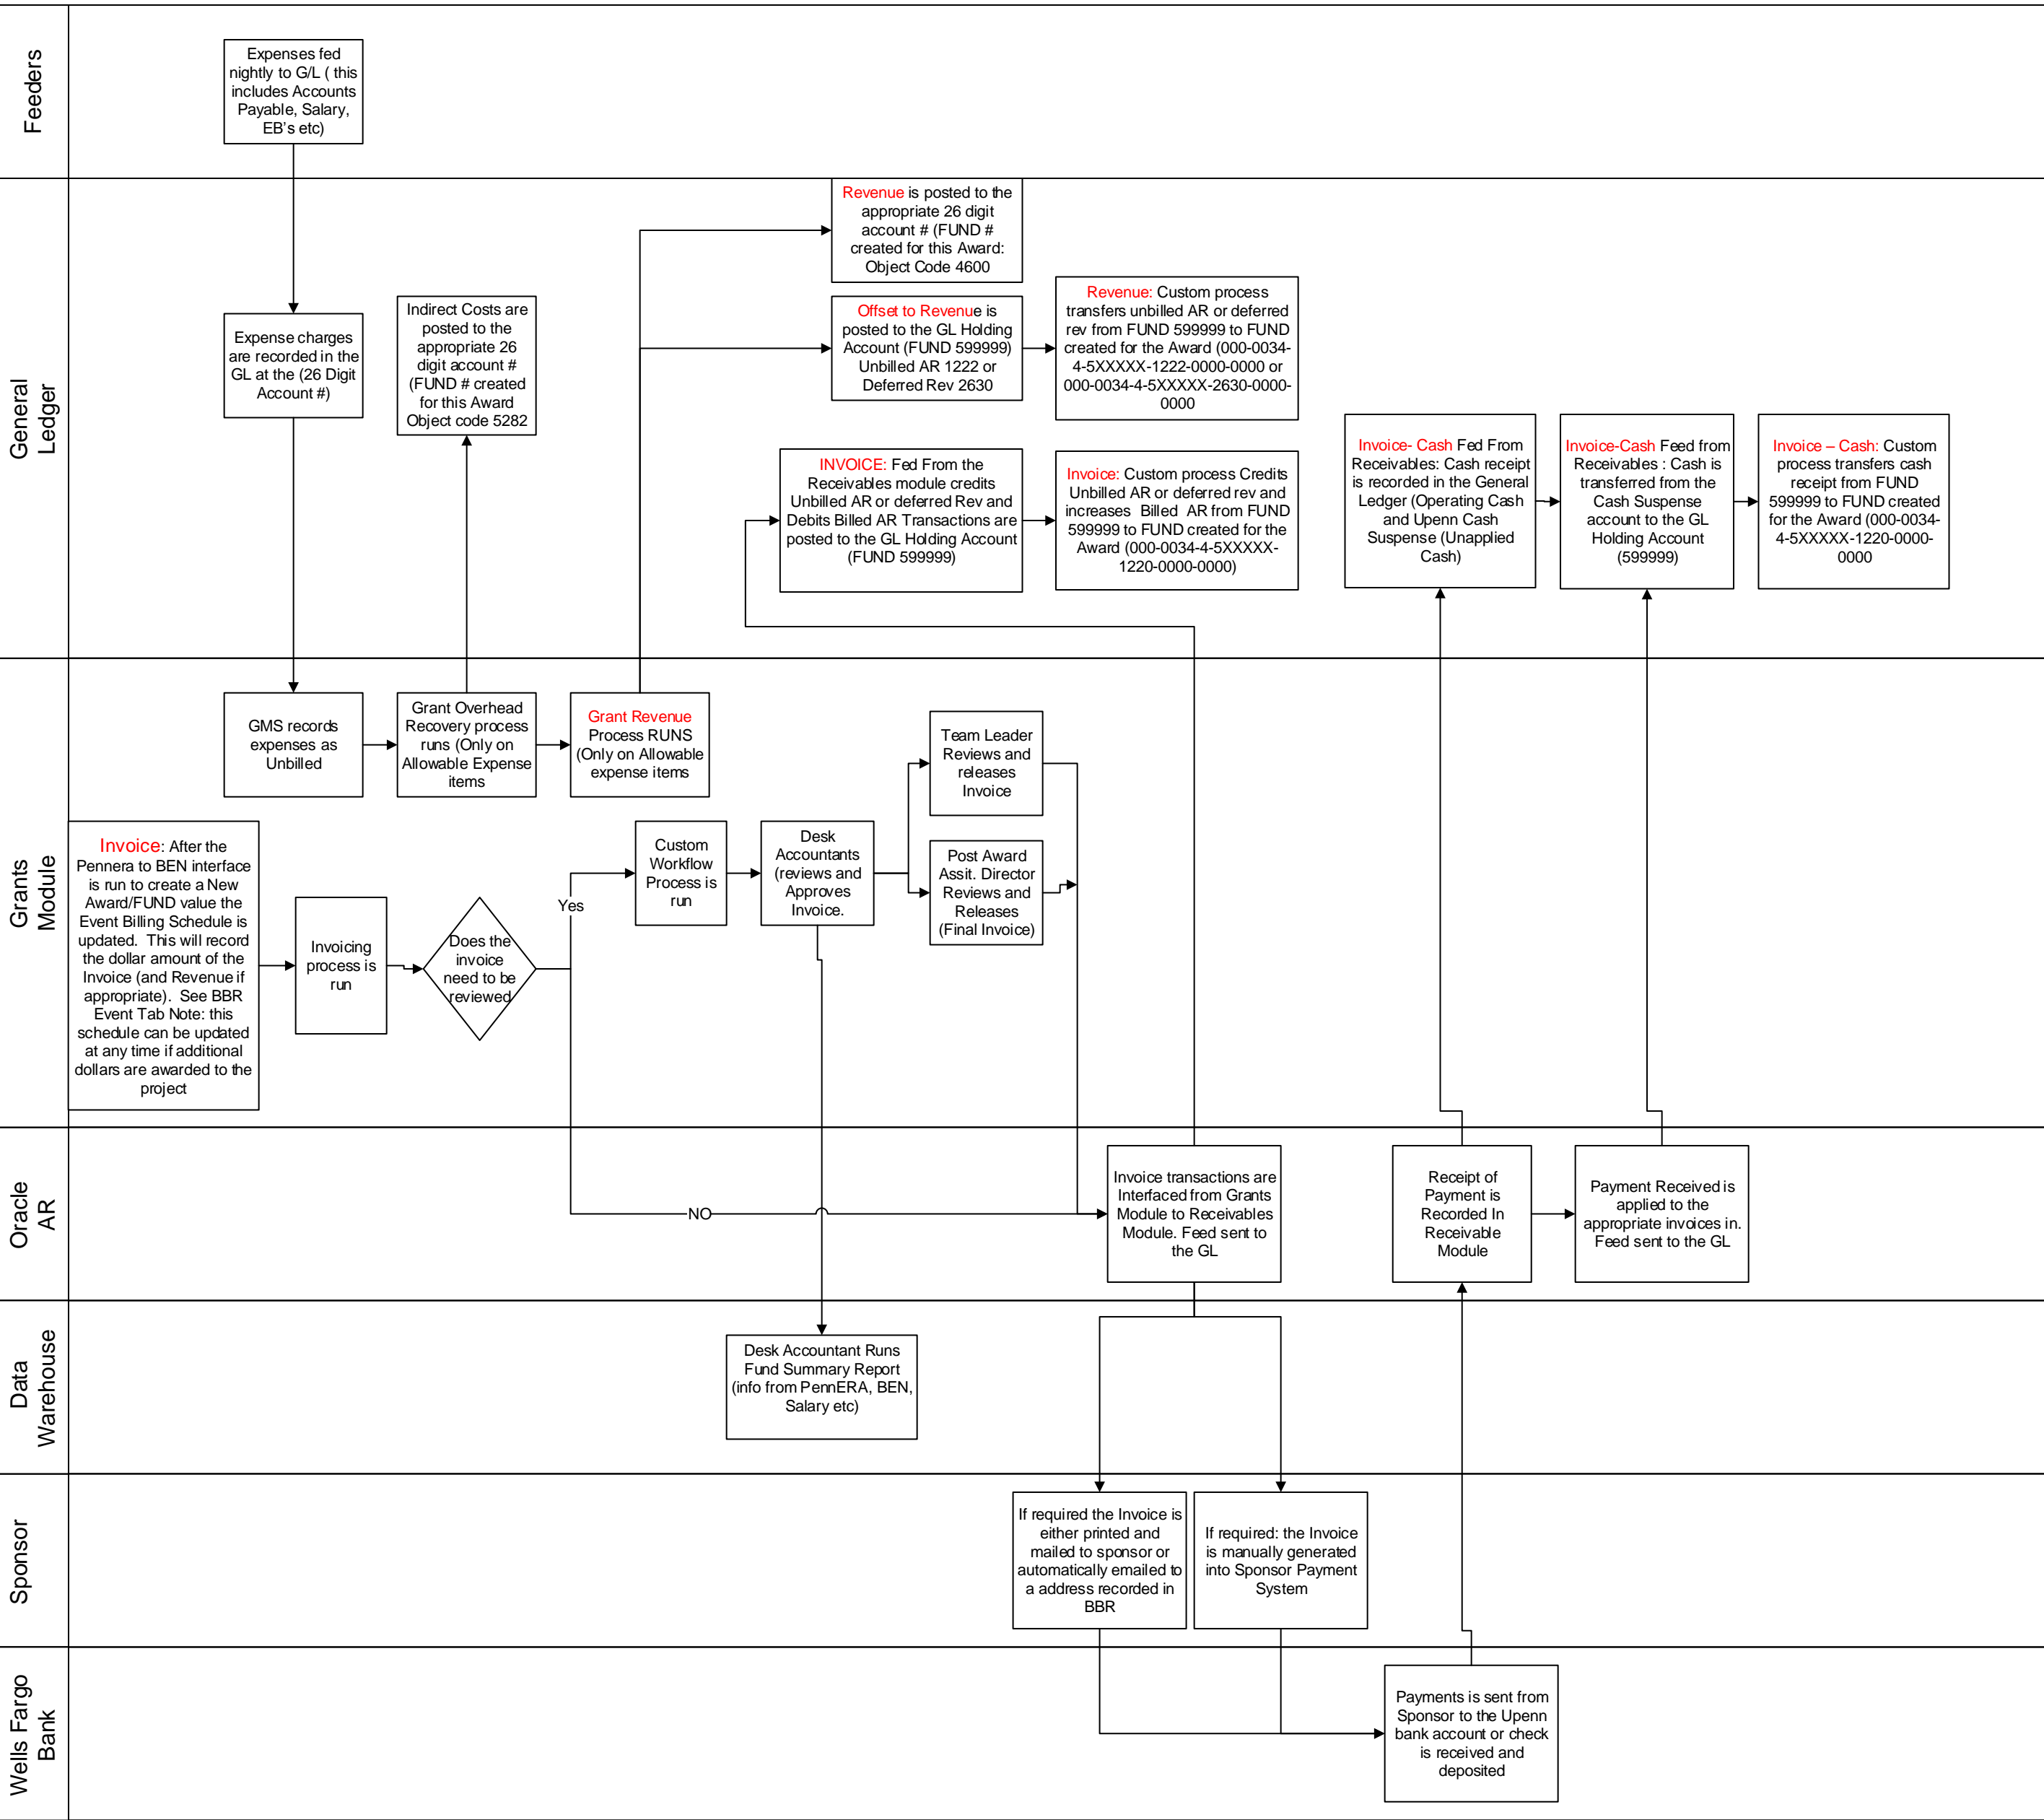 Feeders
Expenses fed
nightly to G/L ( this
includes Accounts
Payable, Salary,
EB's etc)
General
Ledger
Expense charges
are recorded in the
GL at the (26 Digit
Account #)
Indirect Costs are
posted to the
appropriate 26
digit account #
(FUND # created
for this Award
Object code 5282
Revenue is posted to the
appropriate 26 digit
account # (FUND #
created for this Award:
Object Code 4600
Offset to Revenue is
posted to the GL Holding
Account (FUND 599999)
Unbilled AR 1222 or
Deferred Rev 2630
Revenue: Custom process
transfers unbilled AR or deferred
rev from FUND 599999 to FUND
created for the Award (000-0034-
4-5XXXXX-1222-0000-0000 or
000-0034-4-5XXXXX-2630-0000-
0000
INVOICE: Fed From the
Receivables module credits
Unbilled AR or deferred Rev and
Debits Billed AR Transactions are
posted to the GL Holding Account
(FUND 599999)
Invoice: Custom process Credits
Unbilled AR or deferred rev and
increases Billed AR from FUND
599999 to FUND created for the
Award (000-0034-4-5XXXXX-
1220-0000-0000)
Invoice- Cash Fed From
Receivables: Cash receipt
is recorded in the General
Ledger (Operating Cash
and Upenn Cash
Suspense (Unapplied
Cash)
Invoice-Cash Feed from
Receivables : Cash is
transferred from the
Cash Suspense
account to the GL
Holding Account
(599999)
Invoice – Cash: Custom
process transfers cash
receipt from FUND
599999 to FUND created
for the Award (000-0034-
4-5XXXXX-1220-0000-
0000
Grants
Module
GMS records
expenses as
Unbilled
Grant Overhead
Recovery process
runs (Only on
Allowable Expense
items
Grant Revenue
Process RUNS
(Only on Allowable
expense items
Team Leader
Reviews and
releases
Invoice
Invoice: After the
Pennera to BEN interface
is run to create a New
Award/FUND value the
Event Billing Schedule is
updated. This will record
the dollar amount of the
Invoice (and Revenue if
appropriate). See BBR
Event Tab Note: this
schedule can be updated
at any time if additional
dollars are awarded to the
project
Invoicing
process is
run
Does the
invoice
need to be
reviewed
Yes
Custom
Workflow
Process is
run
Desk
Accountants
(reviews and
Approves
Invoice.
Post Award
Assit. Director
Reviews and
Releases
(Final Invoice)
Oracle
AR
NO
Invoice transactions are
Interfaced from Grants
Module to Receivables
Module. Feed sent to
the GL
Receipt of
Payment is
Recorded In
Receivable
Module
Payment Received is
applied to the
appropriate invoices in.
Feed sent to the GL
Data
Warehouse
Desk Accountant Runs
Fund Summary Report
(info from PennERA, BEN,
Salary etc)
Sponsor
If required the Invoice is
either printed and
mailed to sponsor or
automatically emailed to
a address recorded in
BBR
If required: the Invoice
is manually generated
into Sponsor Payment
System
Wells Fargo
Bank
Payments is sent from
Sponsor to the Upenn
bank account or check
is received and
deposited